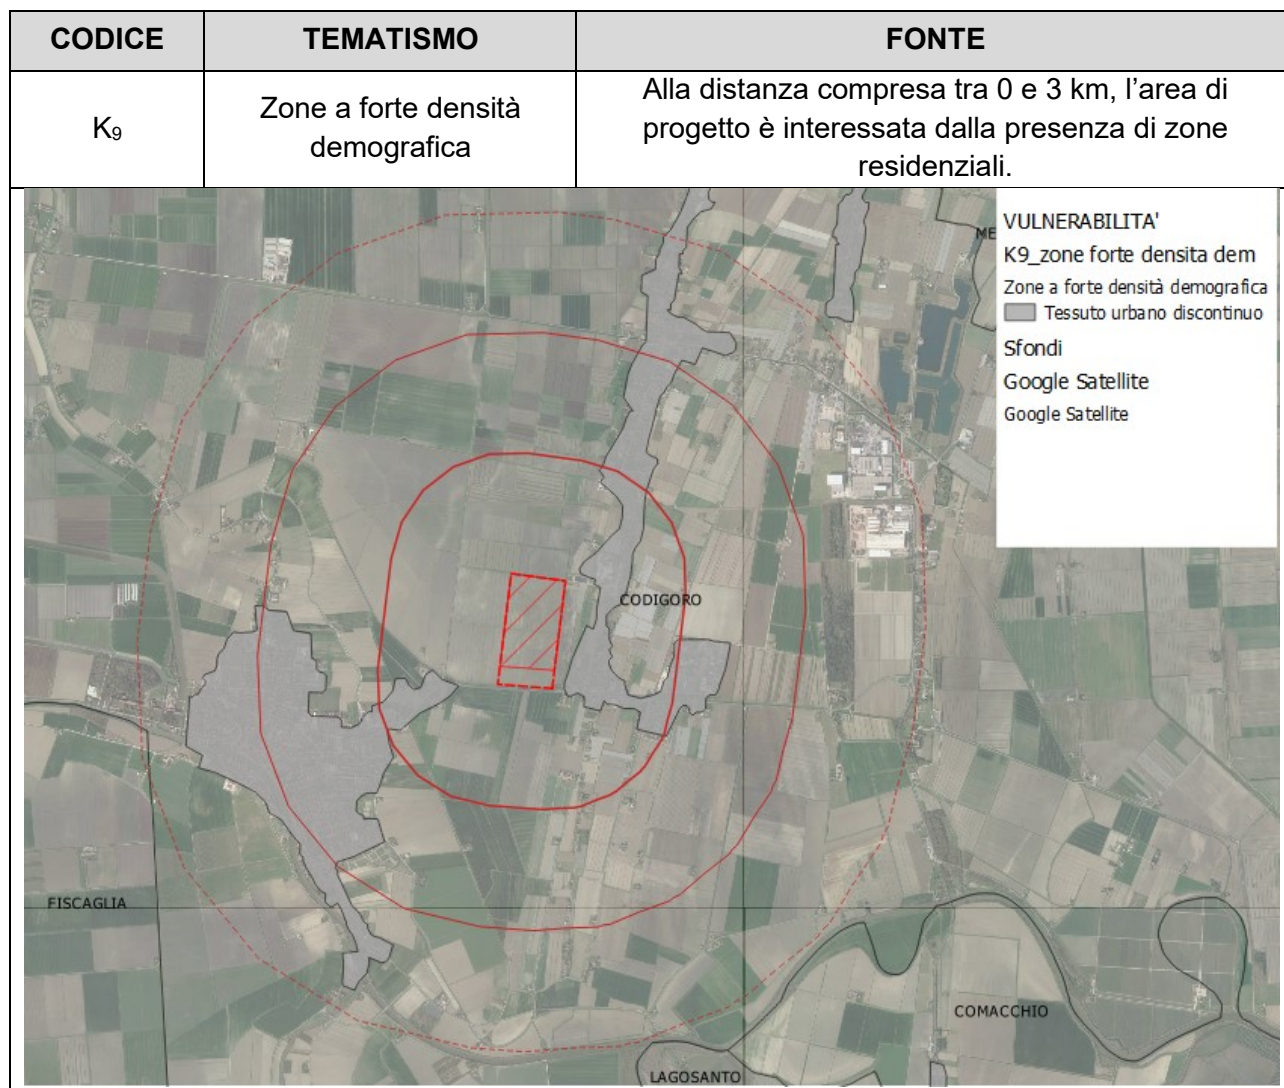 CODICE
TEMATISMO
FONTE
K₉
Zone a forte densità
demografica
Alla distanza compresa tra 0 e 3 km, l’area di
progetto è interessata dalla presenza di zone
residenziali.
VULNERABILITA'
K9_zone forte densita dem
Zone a forte densità demografica
Tessuto urbano discontinuo
Sfondi
Google Satellite
Google Satellite
ME
CODIGORO
FISCAGLIA
COMACCHIO
LAGOSANTO